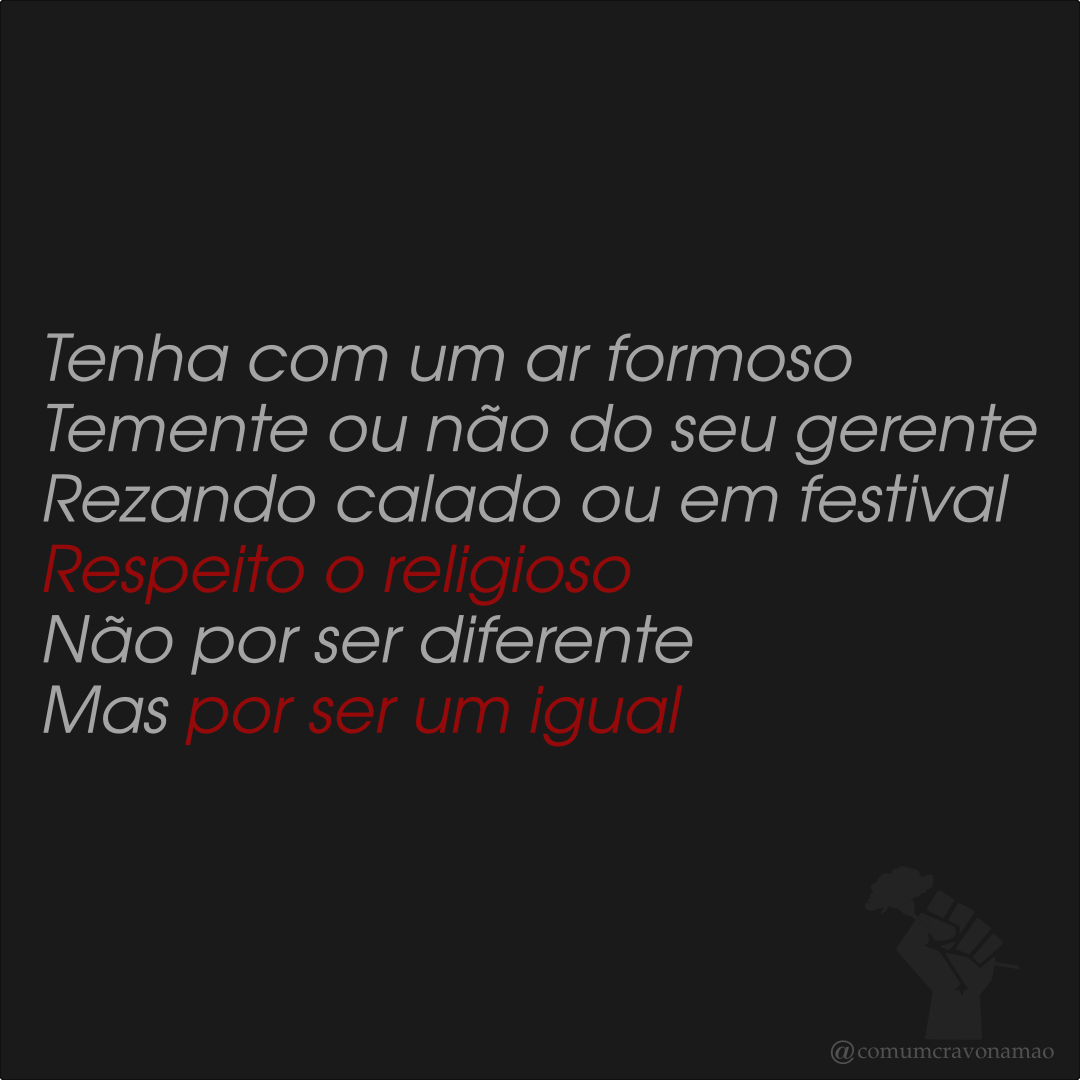 Tenha com um ar formoso
Temente ou não do seu gerente
Rezando calado ou em festival
Respeito o religioso
Não por ser diferente
Mas por ser um igual
@comumcravonamao